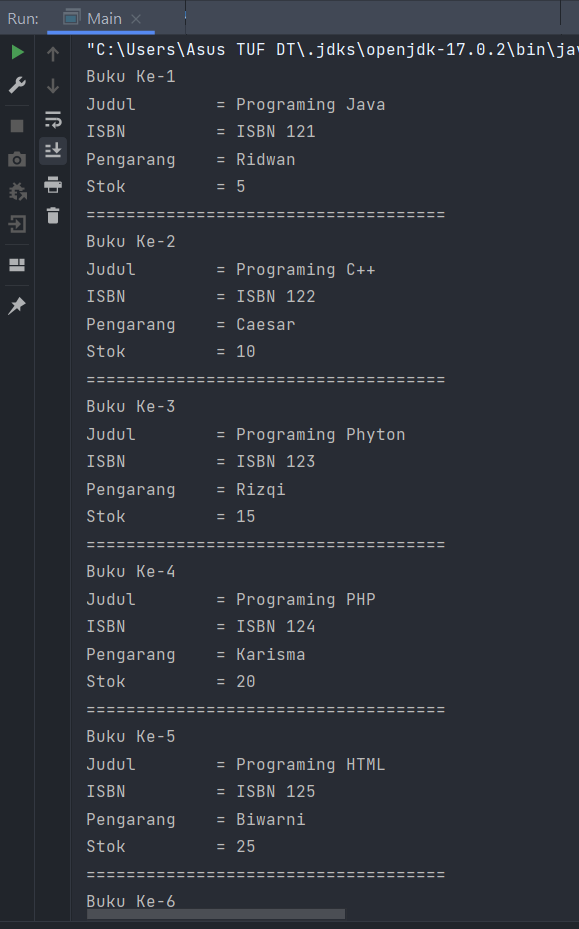 Run: Main
"C:\Users\Asus TUF DT\.jdks\openjdk-17.0.2\bin\jav
Buku Ke-1
Judul = Programing Java
ISBN = ISBN 121
Pengarang = Ridwan
Stok = 5
====================================
Buku Ke-2
Judul = Programing C++
ISBN = ISBN 122
Pengarang = Caesar
Stok = 10
====================================
Buku Ke-3
Judul = Programing Phyton
ISBN = ISBN 123
Pengarang = Rizqi
Stok = 15
====================================
Buku Ke-4
Judul = Programing PHP
ISBN = ISBN 124
Pengarang = Karisma
Stok = 20
====================================
Buku Ke-5
Judul = Programing HTML
ISBN = ISBN 125
Pengarang = Biwarni
Stok = 25
====================================
Buku Ke-6